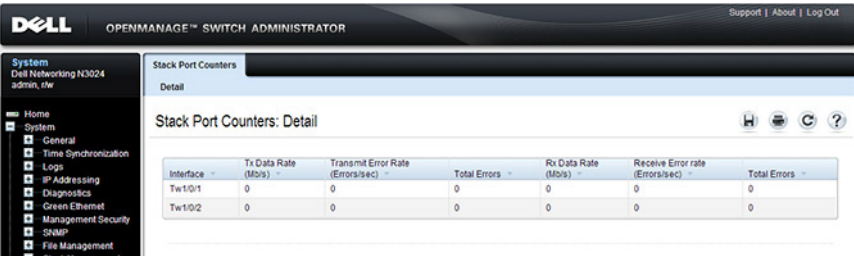 Support | About | Log Out
DELL OPENMANAGE™ SWITCH ADMINISTRATOR
System
Dell Networking N3024
admin, r/w
Home
System
General
Time Synchronization
Logs
IP Addressing
Diagnostics
Green Ethernet
Management Security
SNMP
File Management
Stack Port Counters
Detail
Stack Port Counters: Detail
Interface Tx Data Rate (Mb/s) Transmit Error Rate (Errors/sec) Total Errors Rx Data Rate (Mb/s) Receive Error rate (Errors/sec) Total Errors
Tw1/0/1 0 0 0 0 0 0
Tw1/0/2 0 0 0 0 0 0